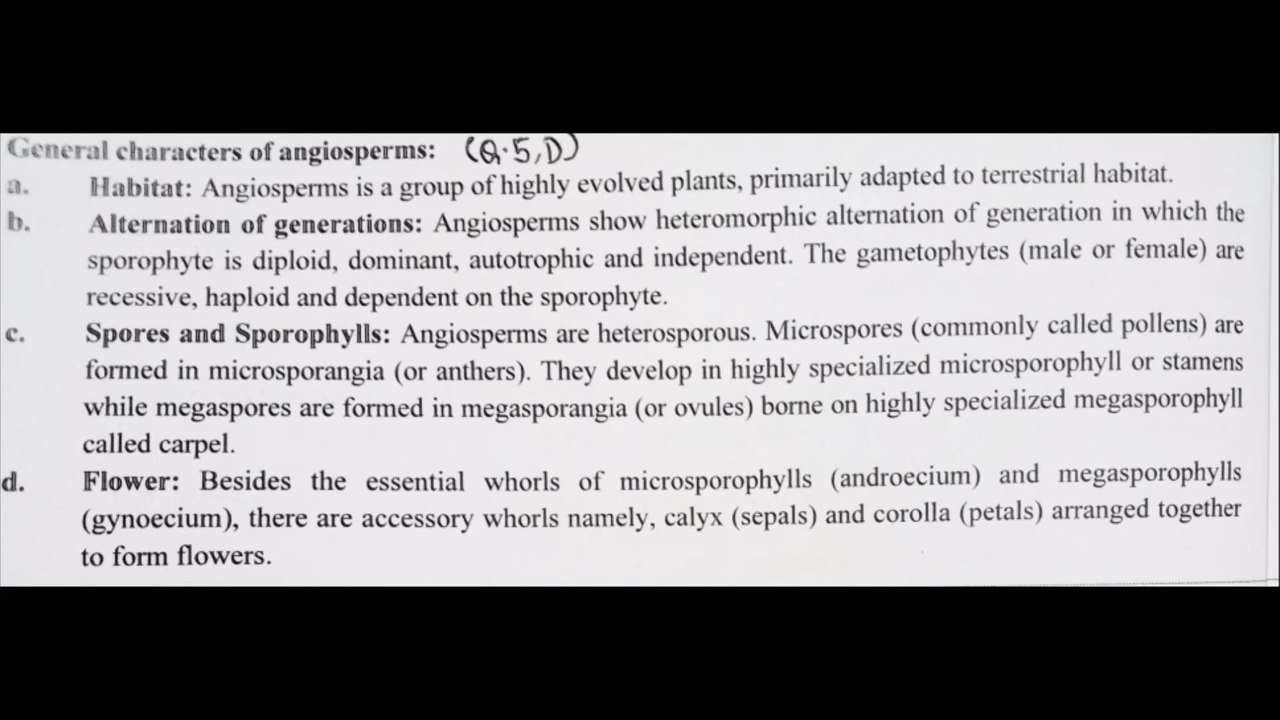 General characters of angiosperms: (Q.5,D)
a. Habitat: Angiosperms is a group of highly evolved plants, primarily adapted to terrestrial habitat.
b. Alternation of generations: Angiosperms show heteromorphic alternation of generation in which the
sporophyte is diploid, dominant, autotrophic and independent. The gametophytes (male or female) are
recessive, haploid and dependent on the sporophyte.
c. Spores and Sporophylls: Angiosperms are heterosporous. Microspores (commonly called pollens) are
formed in microsporangia (or anthers). They develop in highly specialized microsporophyll or stamens
while megaspores are formed in megasporangia (or ovules) borne on highly specialized megasporophyll
called carpel.
d. Flower: Besides the essential whorls of microsporophylls (androecium) and megasporophylls
(gynoecium), there are accessory whorls namely, calyx (sepals) and corolla (petals) arranged together
to form flowers.